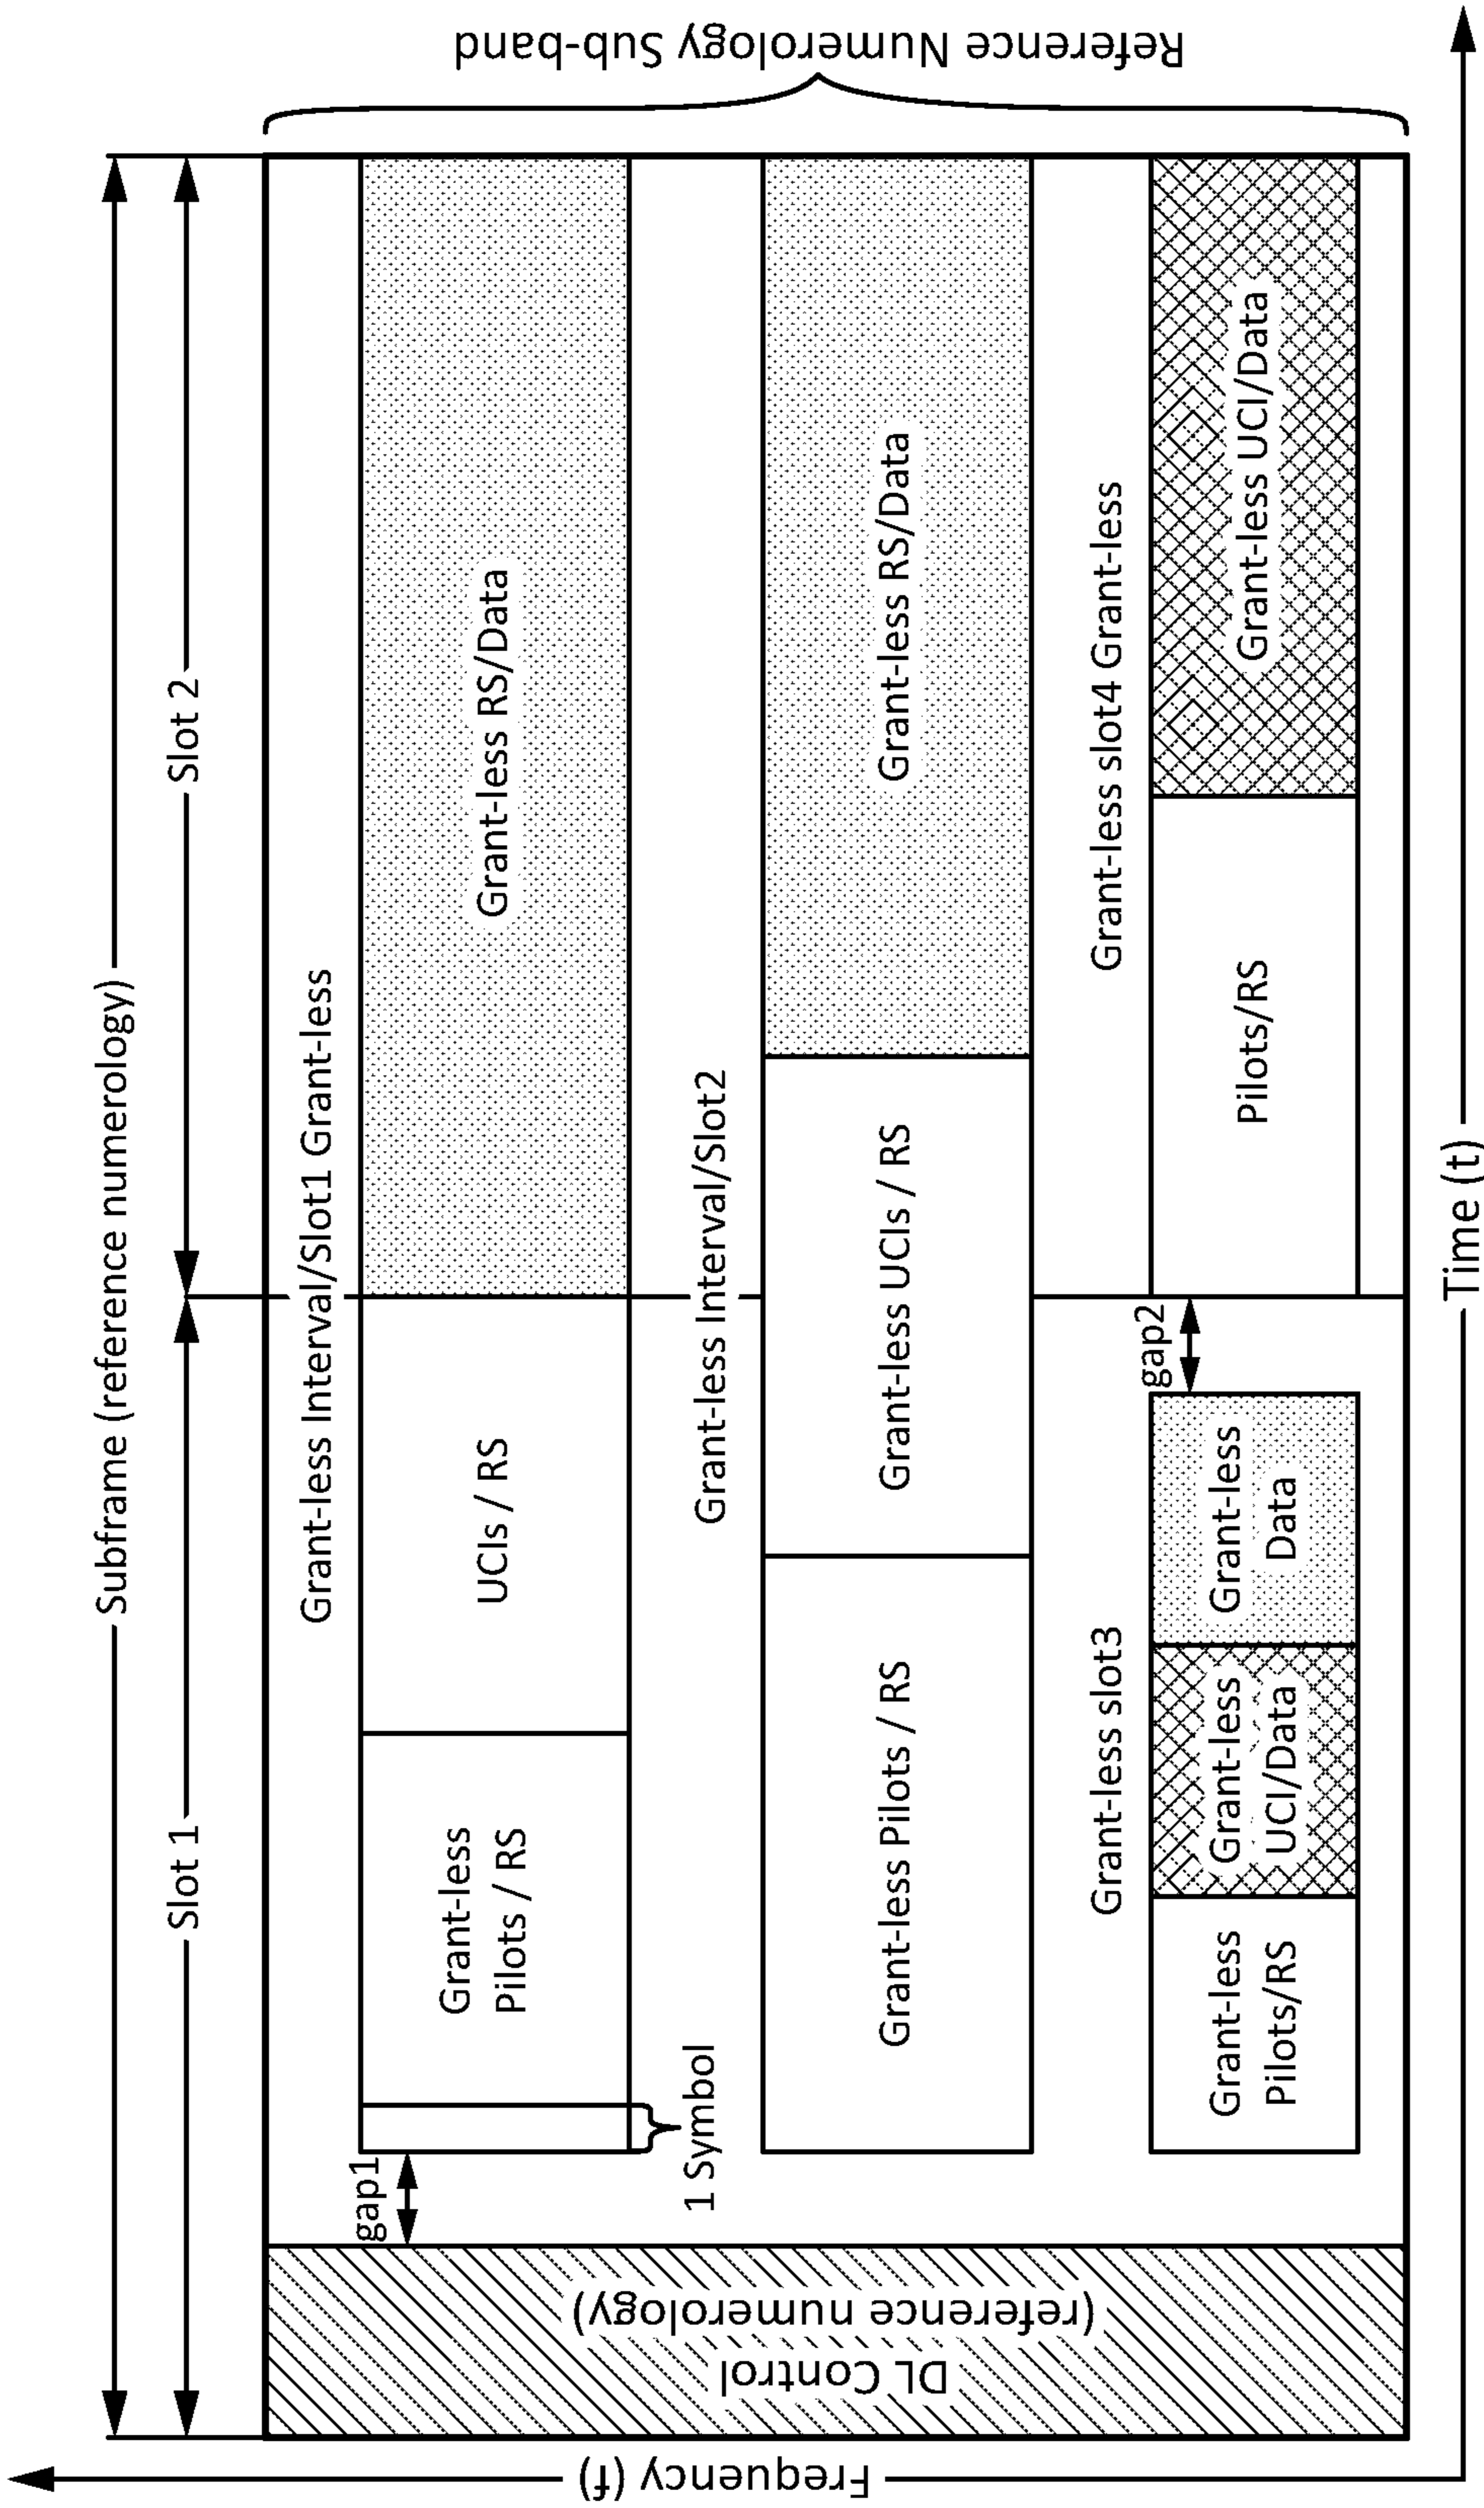 Subframe (reference numerology)
Slot 1
Slot 2
Grant-less Interval/Slot1 Grant-less
gap1
Grant-less
Pilots / RS
UCIs / RS
Grant-less RS/Data
1 Symbol
Grant-less Interval/Slot2
Grant-less Pilots / RS
Grant-less UCIs / RS
Grant-less RS/Data
Grant-less slot3
Grant-less
Pilots/RS
Grant-less
UCI/Data
Grant-less
Data
gap2
Grant-less slot4 Grant-less
Pilots/RS
Grant-less UCI/Data
DL Control
(reference numerology)
Reference Numerology Sub-band
Frequency (f)
Time (t)